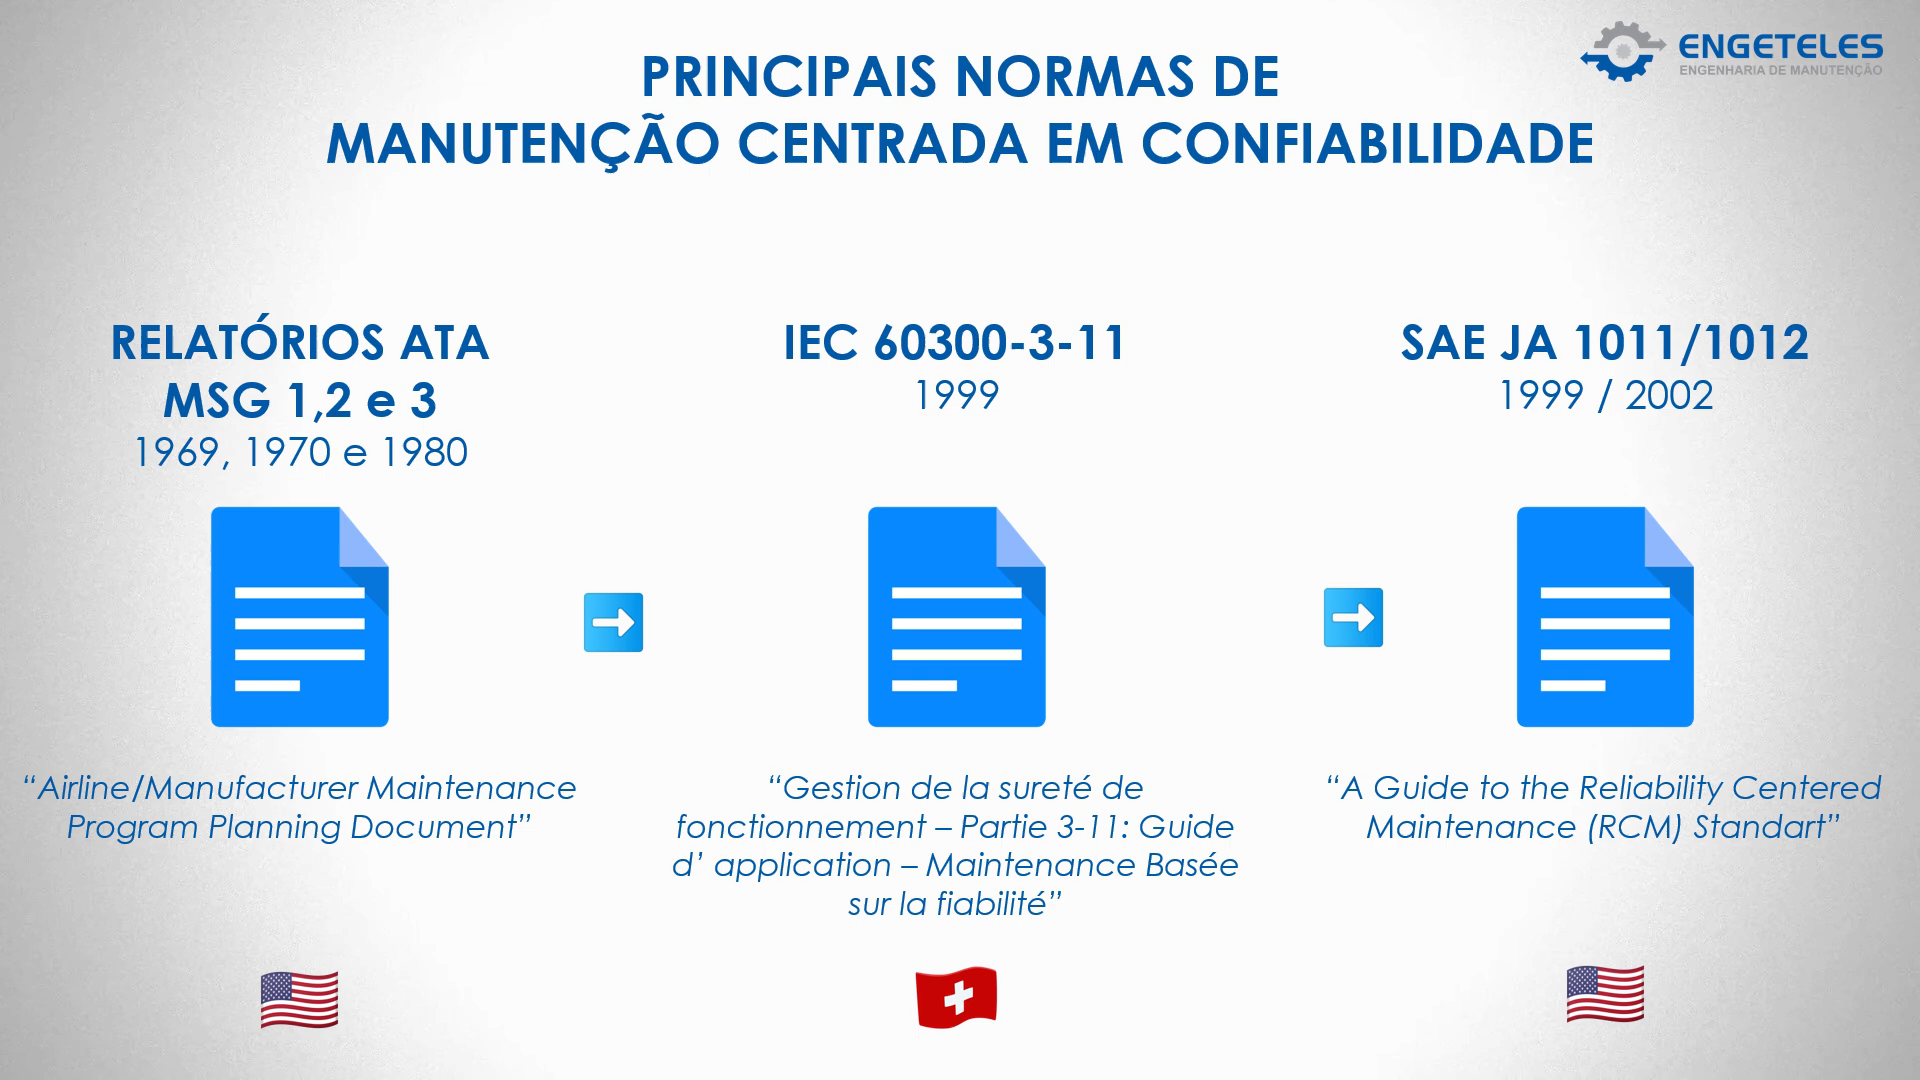 ENGETELES
ENGENHARIA DE MANUTENÇÃO
PRINCIPAIS NORMAS DE
MANUTENÇÃO CENTRADA EM CONFIABILIDADE
RELATÓRIOS ATA
MSG 1,2 e 3
1969, 1970 e 1980
“Airline/Manufacturer Maintenance
Program Planning Document”
IEC 60300-3-11
1999
“Gestion de la sureté de
fonctionnement – Partie 3-11: Guide
d’ application – Maintenance Basée
sur la fiabilité”
SAE JA 1011/1012
1999 / 2002
“A Guide to the Reliability Centered
Maintenance (RCM) Standart”